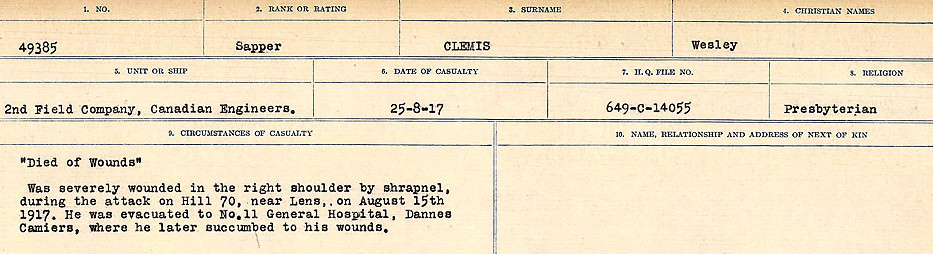 1. NO. 2. RANK OR RATING 3. SURNAME 4. CHRISTIAN NAMES
49385 Sapper CLEMIS Wesley
5. UNIT OR SHIP 6. DATE OF CASUALTY 7. H.Q. FILE NO. 8. RELIGION
2nd Field Company, Canadian Engineers. 25-8-17 649-C-14055 Presbyterian
9. CIRCUMSTANCES OF CASUALTY 10. NAME, RELATIONSHIP AND ADDRESS OF NEXT OF KIN
"Died of Wounds"
Was severely wounded in the right shoulder by shrapnel,
during the attack on Hill 70, near Lens,. on August 15th
1917. He was evacuated to No.11 General Hospital, Dannes
Camiers, where he later succumbed to his wounds.